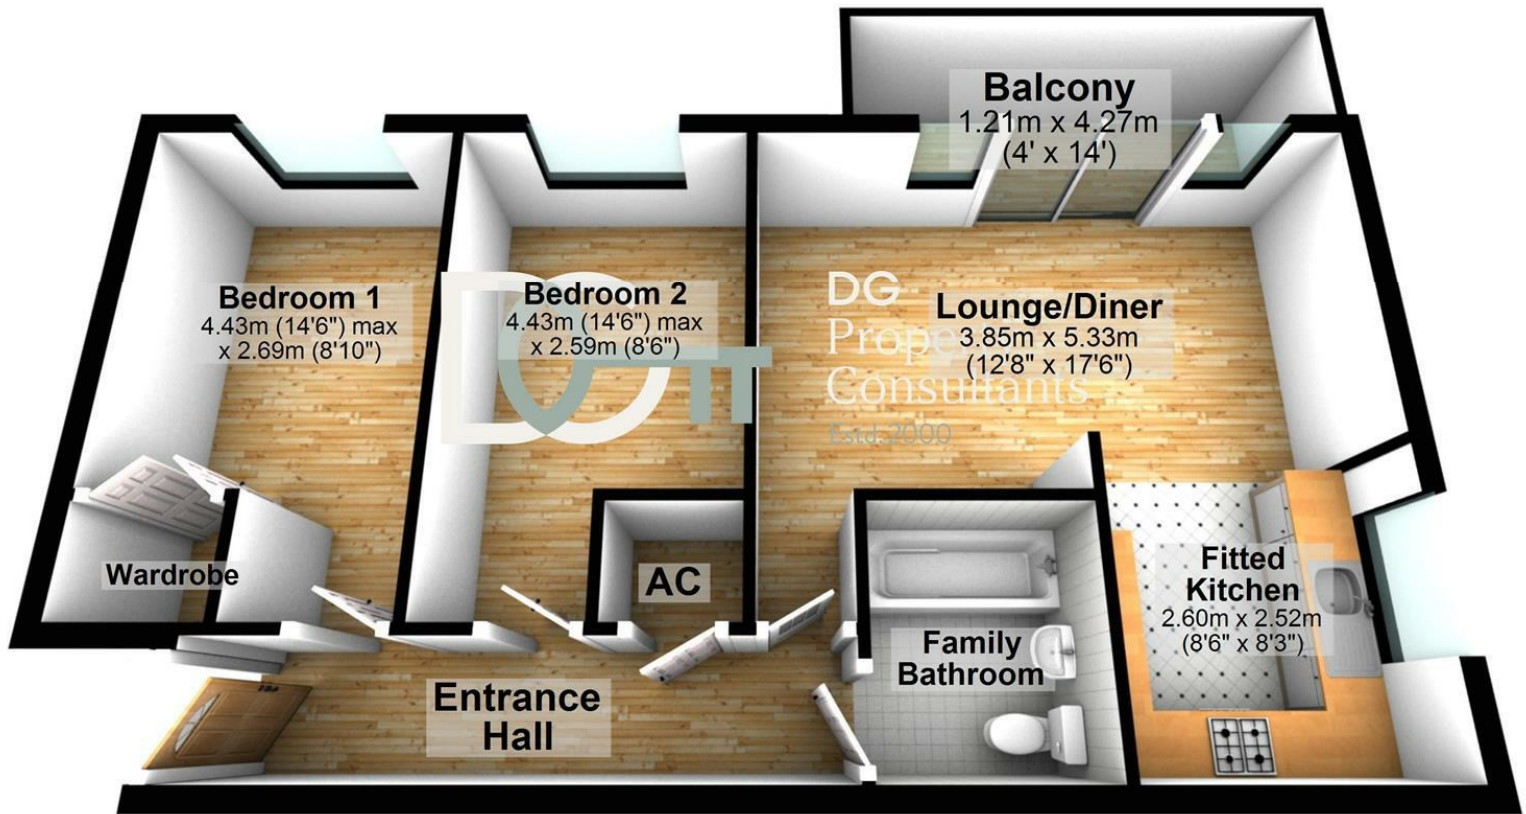 Balcony
1.21m x 4.27m
(4' x 14')
Bedroom 1
4.43m (14'6") max
x 2.69m (8'10")
Bedroom 2
4.43m (14'6") max
x 2.59m (8'6")
DG
Prope
Consultants
Estd.2000
Lounge/Diner
3.85m x 5.33m
(12'8" x 17'6")
Wardrobe
AC
Fitted
Kitchen
2.60m x 2.52m
(8'6" x 8'3")
Family
Bathroom
Entrance
Hall